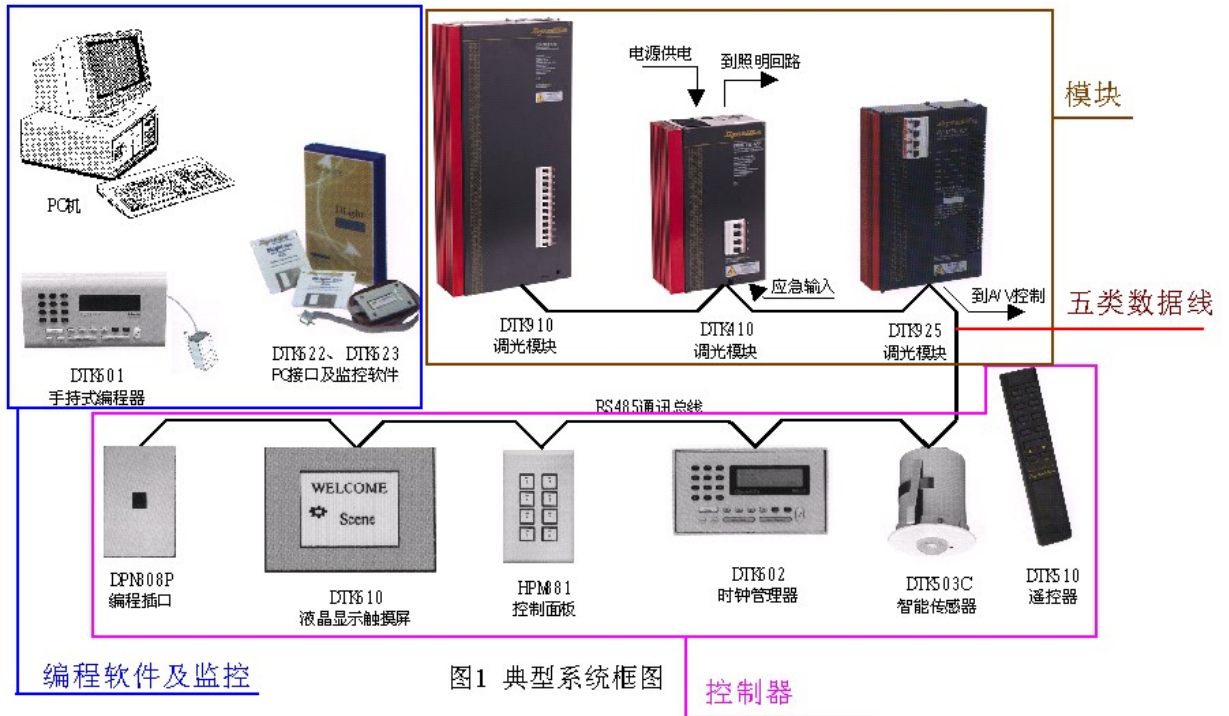 电源供电
到照明回路
模块
PC机
DLight
应急输入
到A/V控制
五类数据线
DTK910
调光模块
DTK410
调光模块
DTK925
调光模块
DTK622、DTK623
PC接口及监控软件
DTK601
手持式编程器
RS485通讯总线
WELCOME
Scene
DPN808P
编程插口
DTK610
液晶显示触摸屏
HPM881
控制面板
DTK602
时钟管理器
DTK503C
智能传感器
DTK510
遥控器
编程软件及监控
图1 典型系统框图
控制器